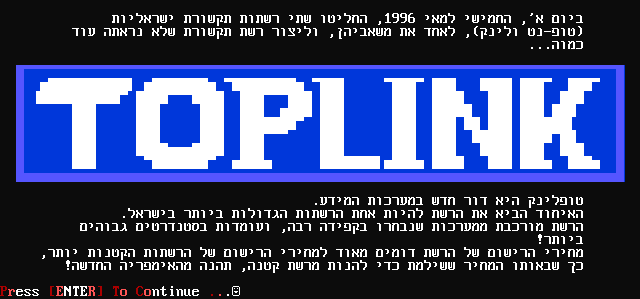 ביום א', החמישי למאי 1996, החליטו שתי רשתות תקשורת ישראליות
(טופ-נט ולינק), לאחד את משאביהן, וליצור רשת תקשורת שלא נראתה עוד
כמוה...
TOPLINK
טופלינק היא דור חדש במערכות המידע.
האיחוד הביא את הרשת להיות אחת הרשתות הגדולות ביותר בישראל.
הרשת מורכבת ממערכות שנבחרו בקפידה רבה, ועומדות בסטנדרטים גבוהים
ביותר!
מחירי הרישום של הרשת דומים מאוד למחירי הרישום של הרשתות הקטנות יותר,
כך שבאותו המחיר ששילמת כדי להנות מרשת קטנה, תהנה מהאימפריה החדשה!
Press [ENTER] To Continue ...